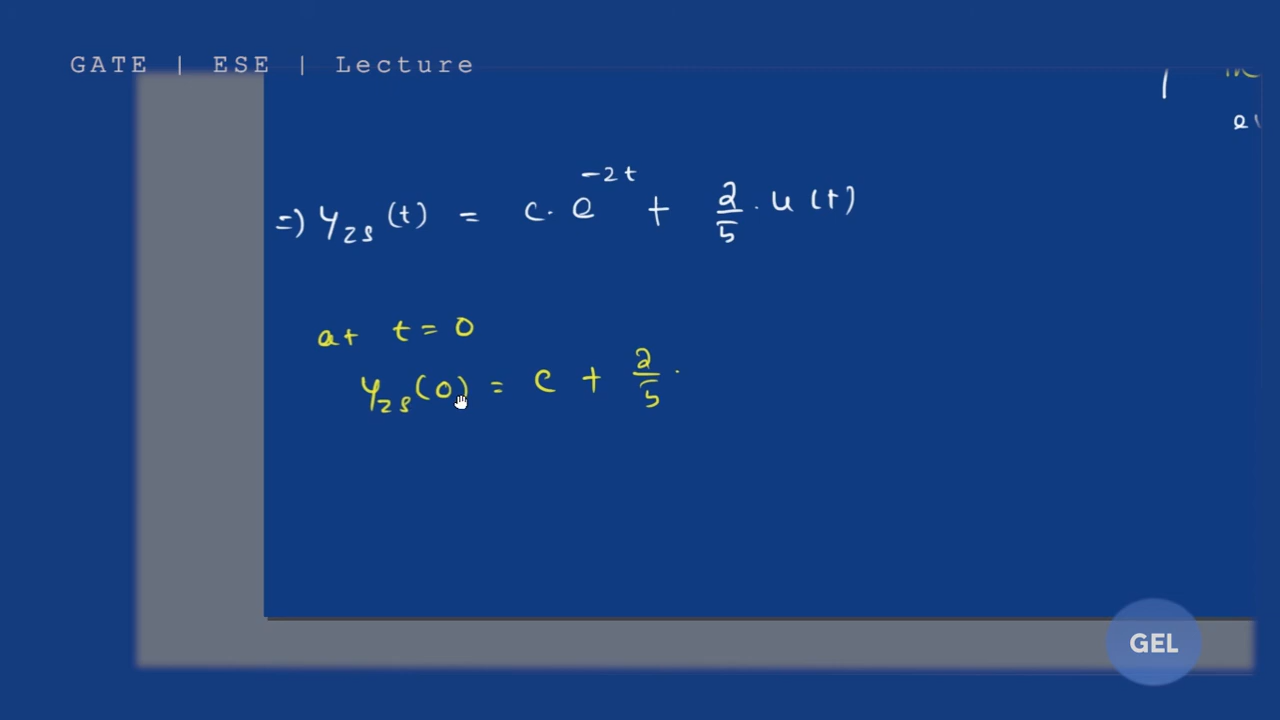 GATE | ESE | Lecture
=) y_zs(t) = c. e^-2t + 2/5 . u(t)
at t = 0
y_zs(0) = c + 2/5 .
GEL